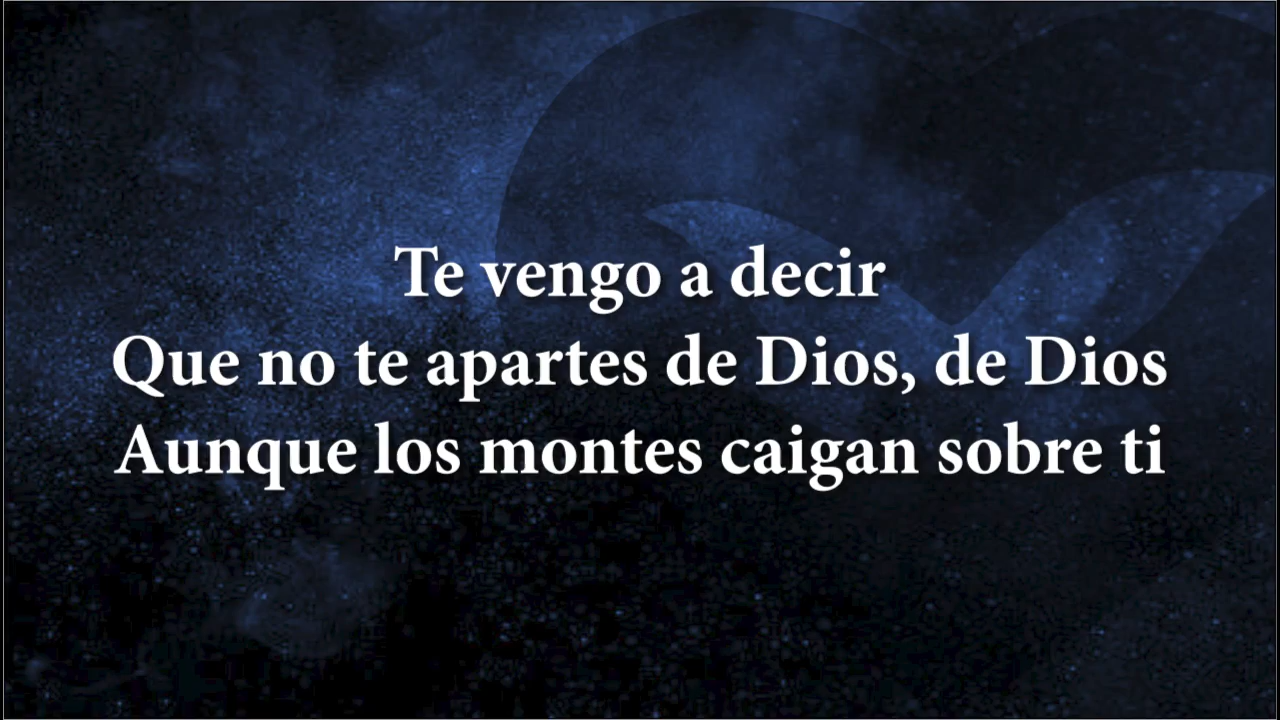 Te vengo a decir
Que no te apartes de Dios, de Dios
Aunque los montes caigan sobre ti